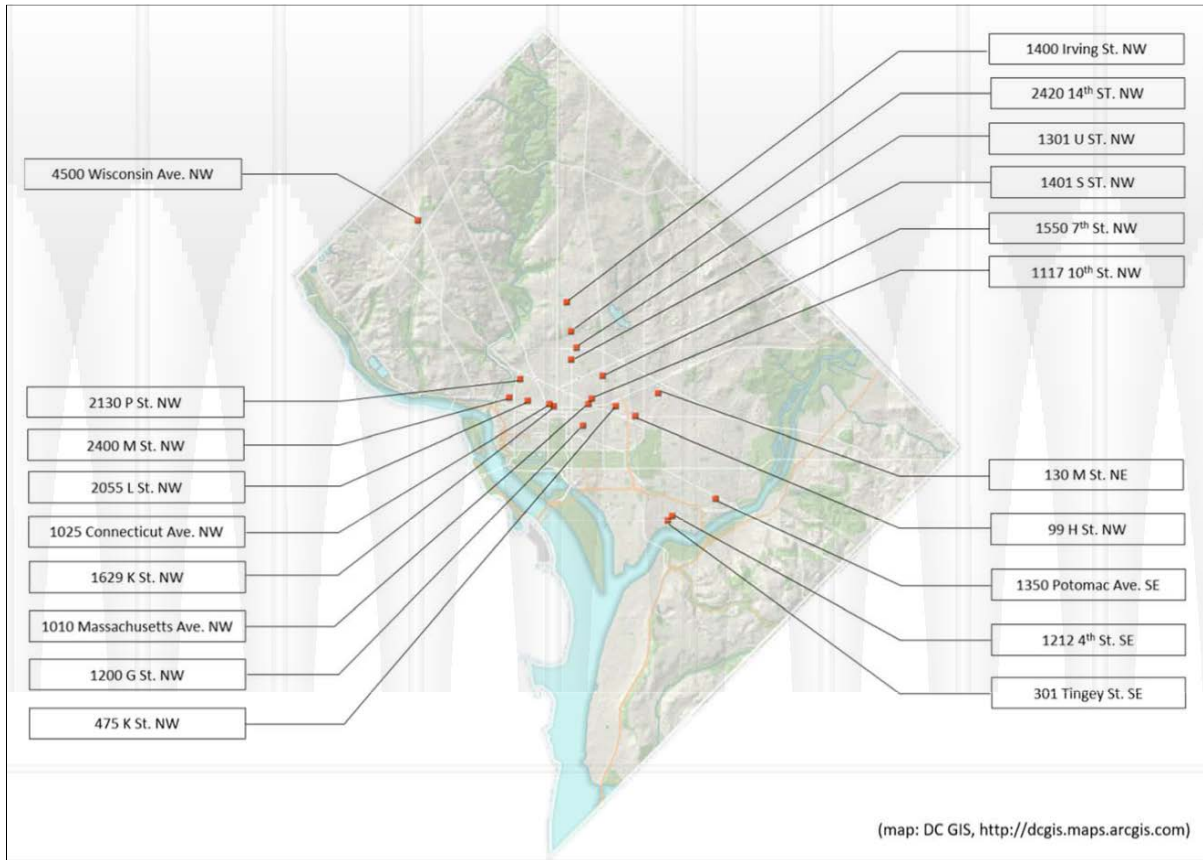 1400 Irving St. NW
2420 14th ST. NW
1301 U ST. NW
4500 Wisconsin Ave. NW
1401 S ST. NW
1550 7th St. NW
1117 10th St. NW
2130 P St. NW
2400 M St. NW
2055 L St. NW
1025 Connecticut Ave. NW
1629 K St. NW
1010 Massachusetts Ave. NW
1200 G St. NW
475 K St. NW
130 M St. NE
99 H St. NW
1350 Potomac Ave. SE
1212 4th St. SE
301 Tingey St. SE
(map: DC GIS, http://dcgis.maps.arcgis.com)